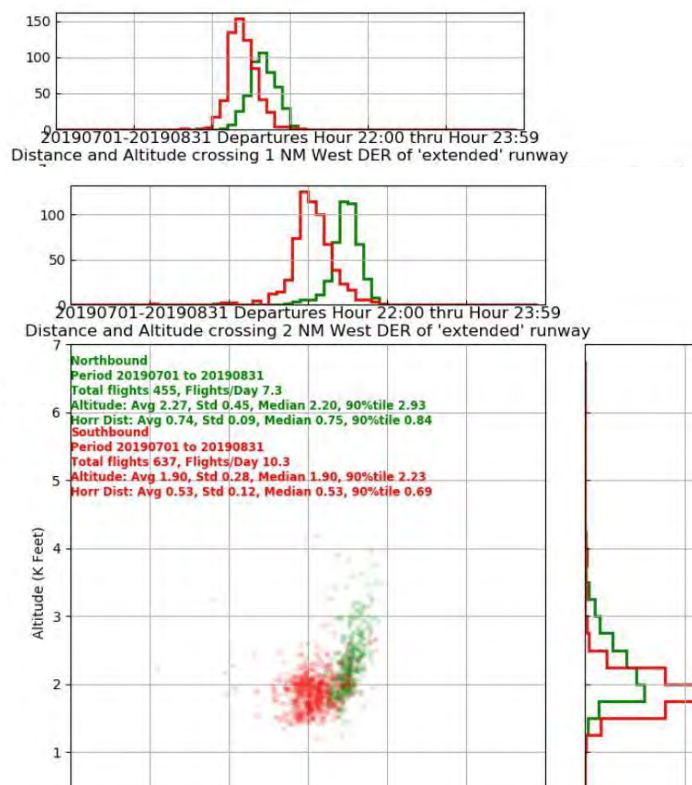 150
100
50
0
20190701-20190831 Departures Hour 22:00 thru Hour 23:59
Distance and Altitude crossing 1 NM West DER of 'extended' runway
100
50
0
20190701-20190831 Departures Hour 22:00 thru Hour 23:59
Distance and Altitude crossing 2 NM West DER of 'extended' runway
7
Northbound
Period 20190701 to 20190831
Total flights 455, Flights/Day 7.3
Altitude: Avg 2.27, Std 0.45, Median 2.20, 90%tile 2.93
6
Horr Dist: Avg 0.74, Std 0.09, Median 0.75, 90%tile 0.84
Southbound
Period 20190701 to 20190831
Total flights 637, Flights/Day 10.3
5
Altitude: Avg 1.90, Std 0.28, Median 1.90, 90%tile 2.23
Horr Dist: Avg 0.53, Std 0.12, Median 0.53, 90%tile 0.69
4
Altitude (K Feet)
3
2
1